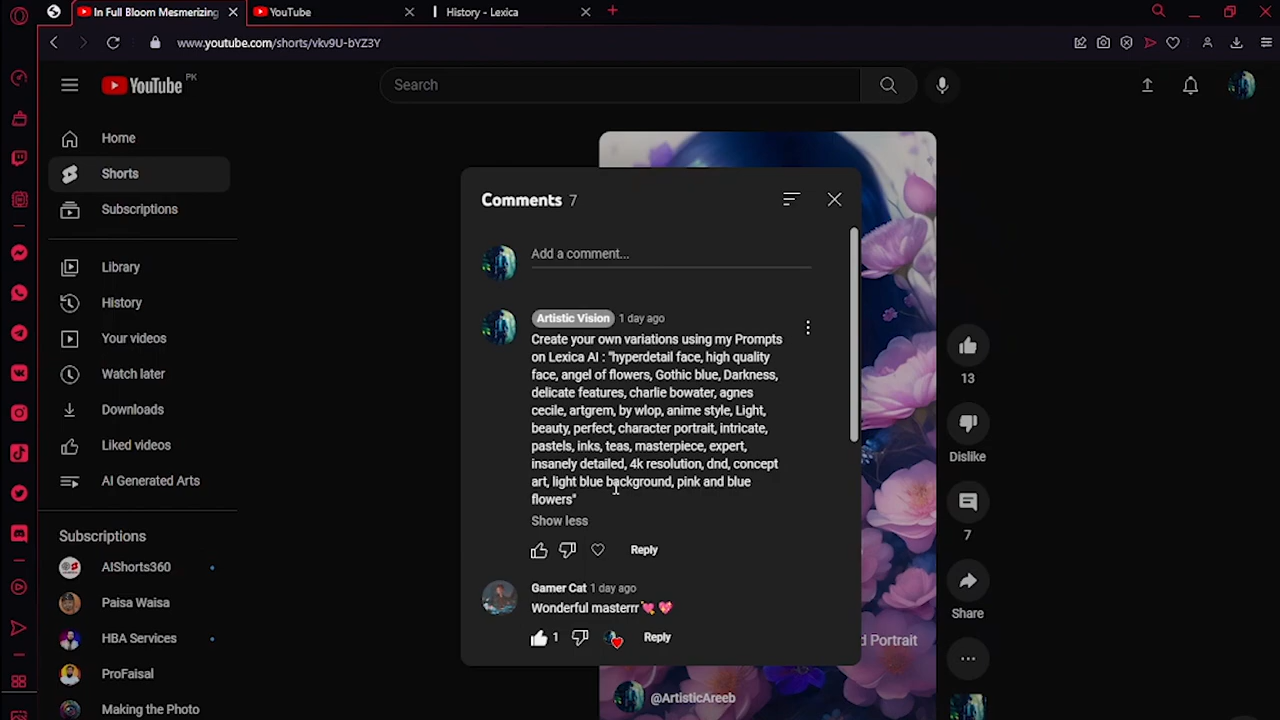 In Full Bloom Mesmerizing
YouTube
History - Lexica
www.youtube.com/shorts/vkv9U-bYZ3Y
YouTube PK
Search
Home
Shorts
Subscriptions
Library
History
Your videos
Watch later
Downloads
Liked videos
AI Generated Arts
Subscriptions
AIShorts360
Paisa Waisa
HBA Services
ProFaisal
Making the Photo
Comments 7
Add a comment...
Artistic Vision 1 day ago
Create your own variations using my Prompts
on Lexica AI : "hyperdetail face, high quality
face, angel of flowers, Gothic blue, Darkness,
delicate features, charlie bowater, agnes
cecile, artgrem, by wlop, anime style, Light,
beauty, perfect, character portrait, intricate,
pastels, inks, teas, masterpiece, expert,
insanely detailed, 4k resolution, dnd, concept
art, light blue background, pink and blue
flowers"
Show less
Reply
Gamer Cat 1 day ago
Wonderful masterrr 💘 💖
1 Reply
d Portrait
@ArtisticAreeb
13
Dislike
7
Share